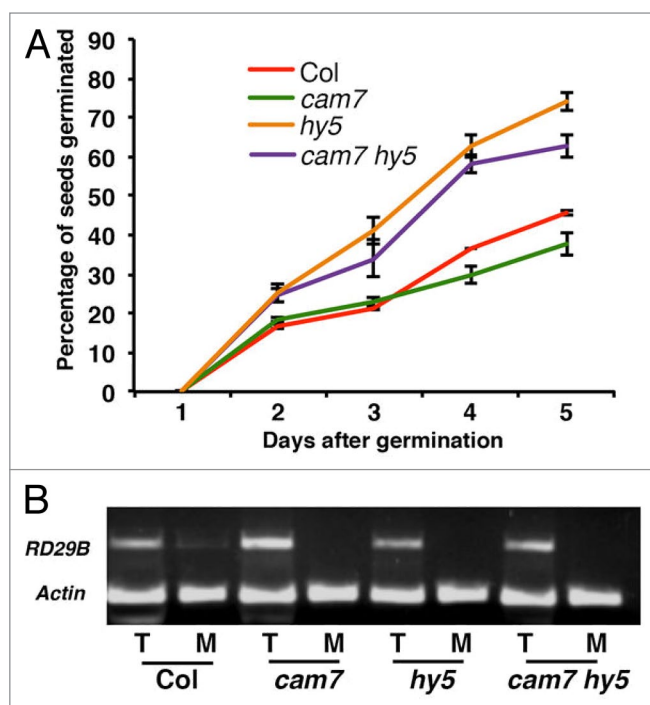 A
Percentage of seeds germinated
90
80
70
60
50
40
30
20
10
0
Col
cam7
hy5
cam7 hy5
1 2 3 4 5
Days after germination
B
RD29B
Actin
T M T M T M T M
Col cam7 hy5 cam7 hy5